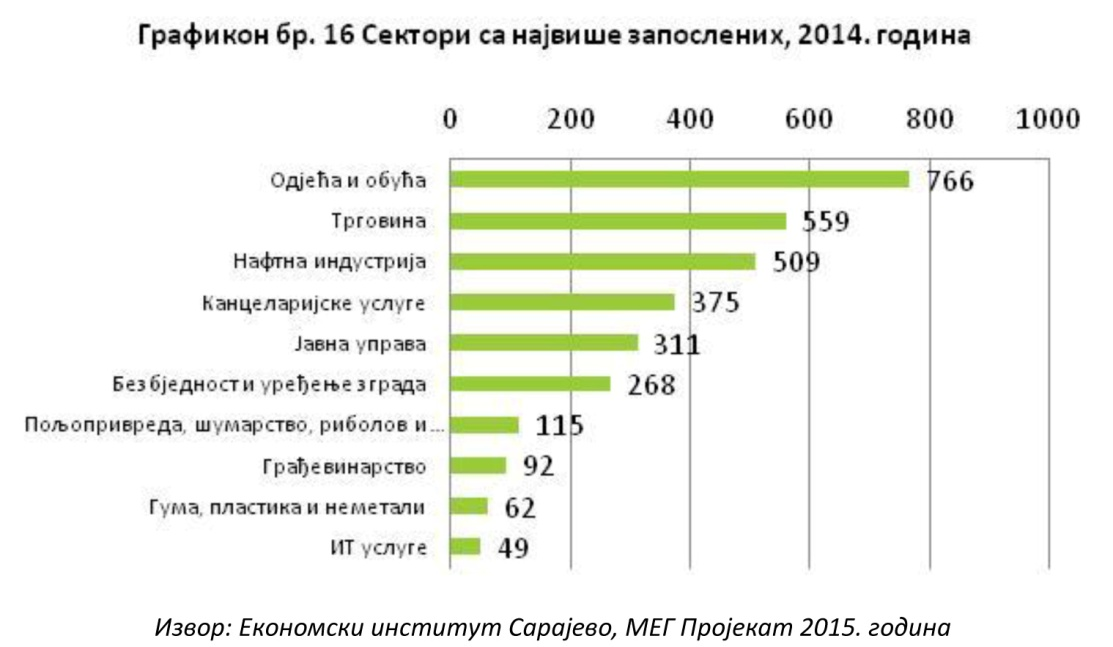 Графикон бр. 16 Сектори са највише запослених, 2014. година
0 200 400 600 800 1000
Одјећа и обућа 766
Трговина 559
Нафтна индустрија 509
Канцеларијске услуге 375
Јавна управа 311
Безбједност и уређење зграда 268
Пољопривреда, шумарство, риболов и... 115
Грађевинарство 92
Гума, пластика и неметали 62
ИТ услуге 49
Извор: Економски институт Сарајево, МЕГ Пројекат 2015. година